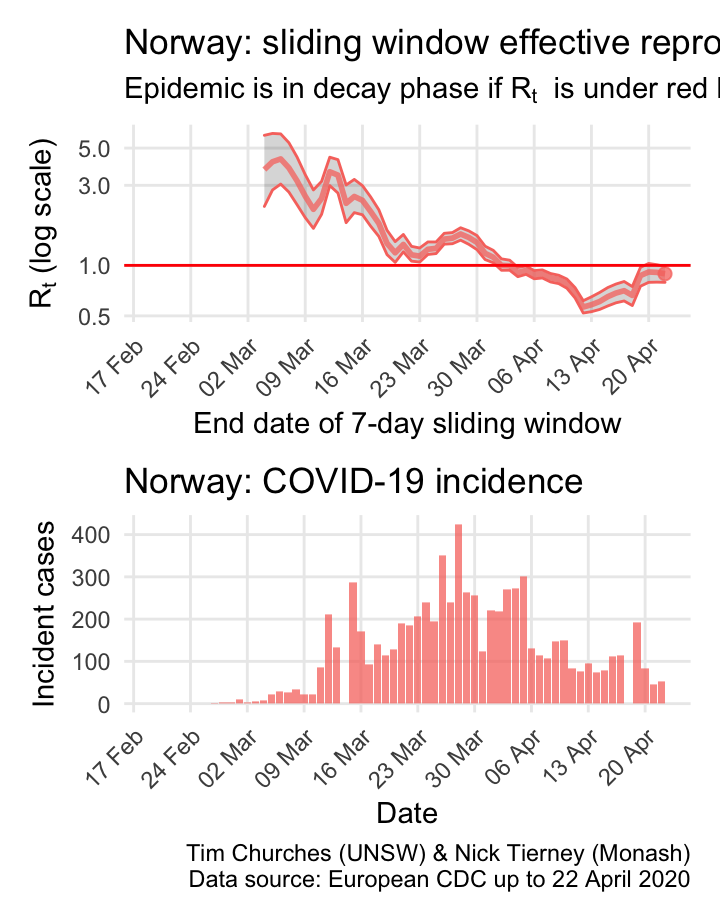 Norway: sliding window effective repro
Epidemic is in decay phase if Rt is under red
Rt (log scale)
5.0
3.0
1.0
0.5
17 Feb
24 Feb
02 Mar
09 Mar
16 Mar
23 Mar
30 Mar
06 Apr
13 Apr
20 Apr
End date of 7-day sliding window
Norway: COVID-19 incidence
Incident cases
400
300
200
100
0
17 Feb
24 Feb
02 Mar
09 Mar
16 Mar
23 Mar
30 Mar
06 Apr
13 Apr
20 Apr
Date
Tim Churches (UNSW) & Nick Tierney (Monash)
Data source: European CDC up to 22 April 2020